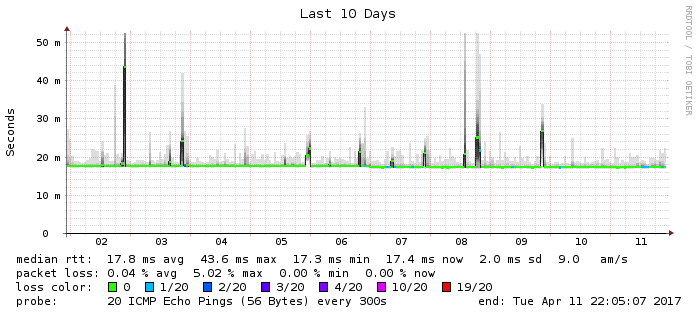 Last 10 Days
RRDTOOL / TOBI OETIKER
Seconds
50 m
40 m
30 m
20 m
10 m
0
02 03 04 05 06 07 08 09 10 11
median rtt: 17.8 ms avg 43.6 ms max 17.3 ms min 17.4 ms now 2.0 ms sd 9.0 am/s
packet loss: 0.04 % avg 5.02 % max 0.00 % min 0.00 % now
loss color: 0 1/20 2/20 3/20 4/20 10/20 19/20
probe: 20 ICMP Echo Pings (56 Bytes) every 300s end: Tue Apr 11 22:05:07 2017